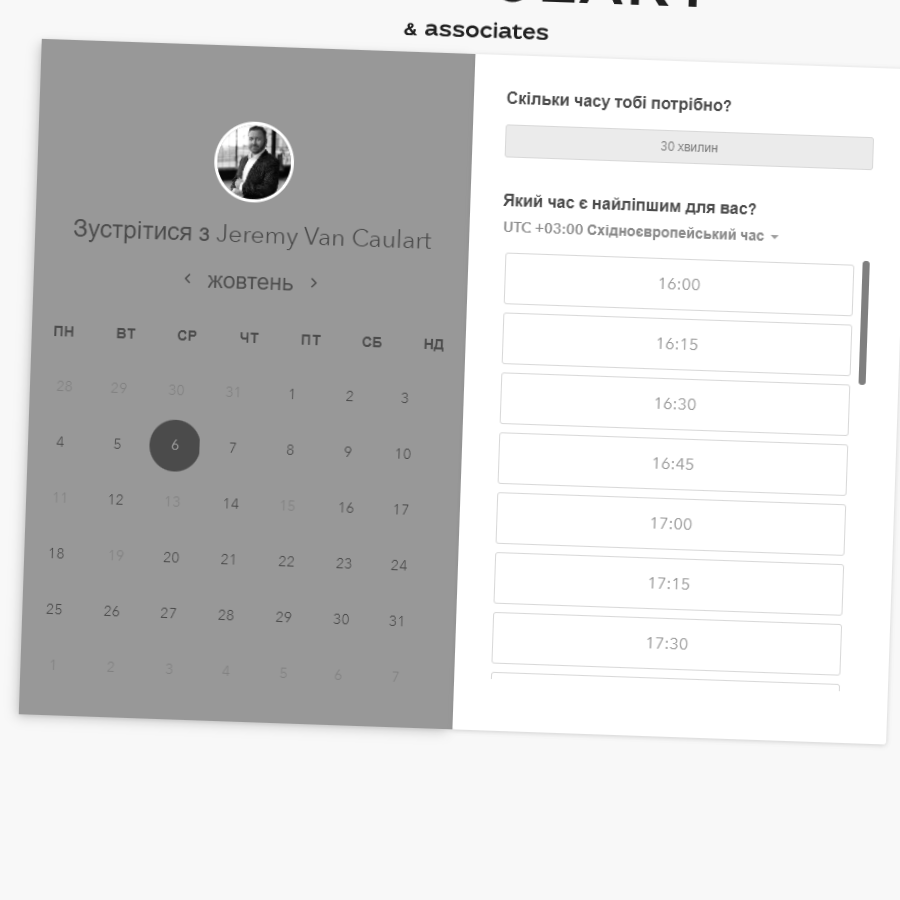 & associates
Зустрітися з Jeremy Van Caulart
жовтень
ПН ВТ СР ЧТ ПТ СБ НД
28 29 30 31 1 2 3
4 5 6 7 8 9 10
11 12 13 14 15 16 17
18 19 20 21 22 23 24
25 26 27 28 29 30 31
1 2 3 4 5 6 7
Скільки часу тобі потрібно?
30 хвилин
Який час є найліпшим для вас?
UTC +03:00 Східноєвропейський час
16:00
16:15
16:30
16:45
17:00
17:15
17:30